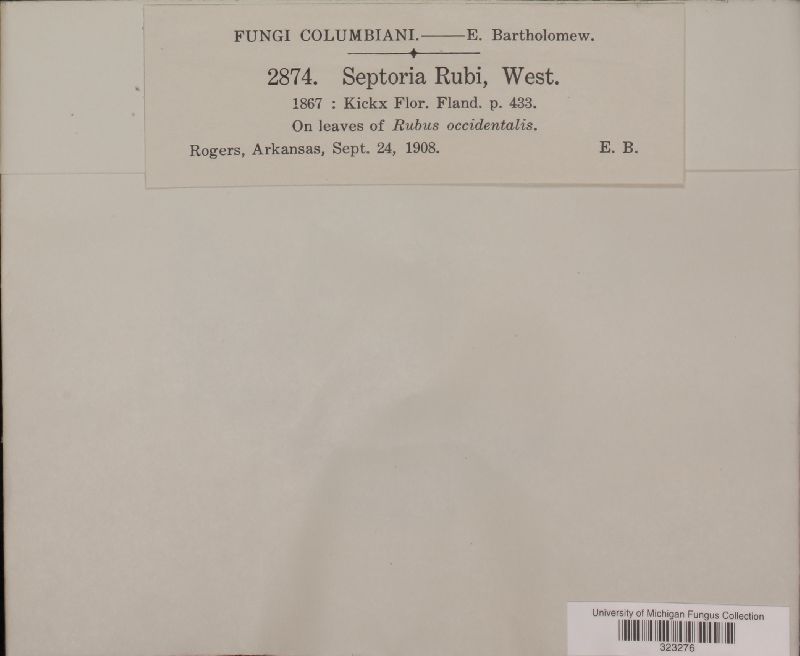 FUNGI COLUMBIANI.——E. Bartholomew.
2874. Septoria Rubi, West.
1867 : Kickx Flor. Fland. p. 433.
On leaves of Rubus occidentalis.
Rogers, Arkansas, Sept. 24, 1908. E. B.
University of Michigan Fungus Collection
323276